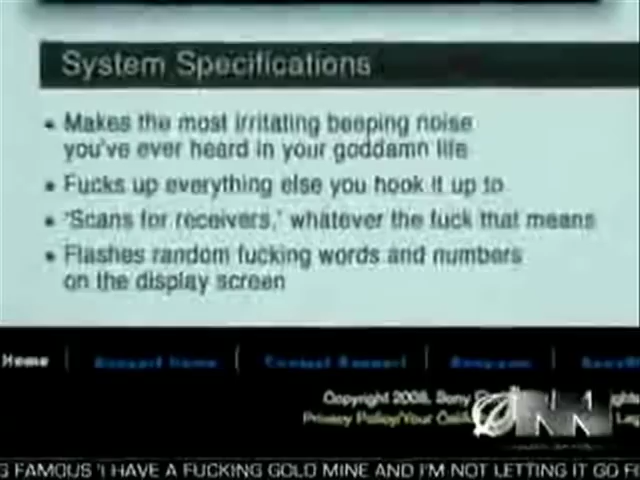 System Specifications
• Makes the most irritating beeping noise
you've ever heard in your goddamn life
• Fucks up everything else you hook it up to
• 'Scans for receivers,' whatever the fuck that means
• Flashes random fucking words and numbers
on the display screen
Home
Copyright 2008, Sony
Privacy Policy/Your
FAMOUS 'I HAVE A FUCKING GOLD MINE AND I'M NOT LETTING IT GO